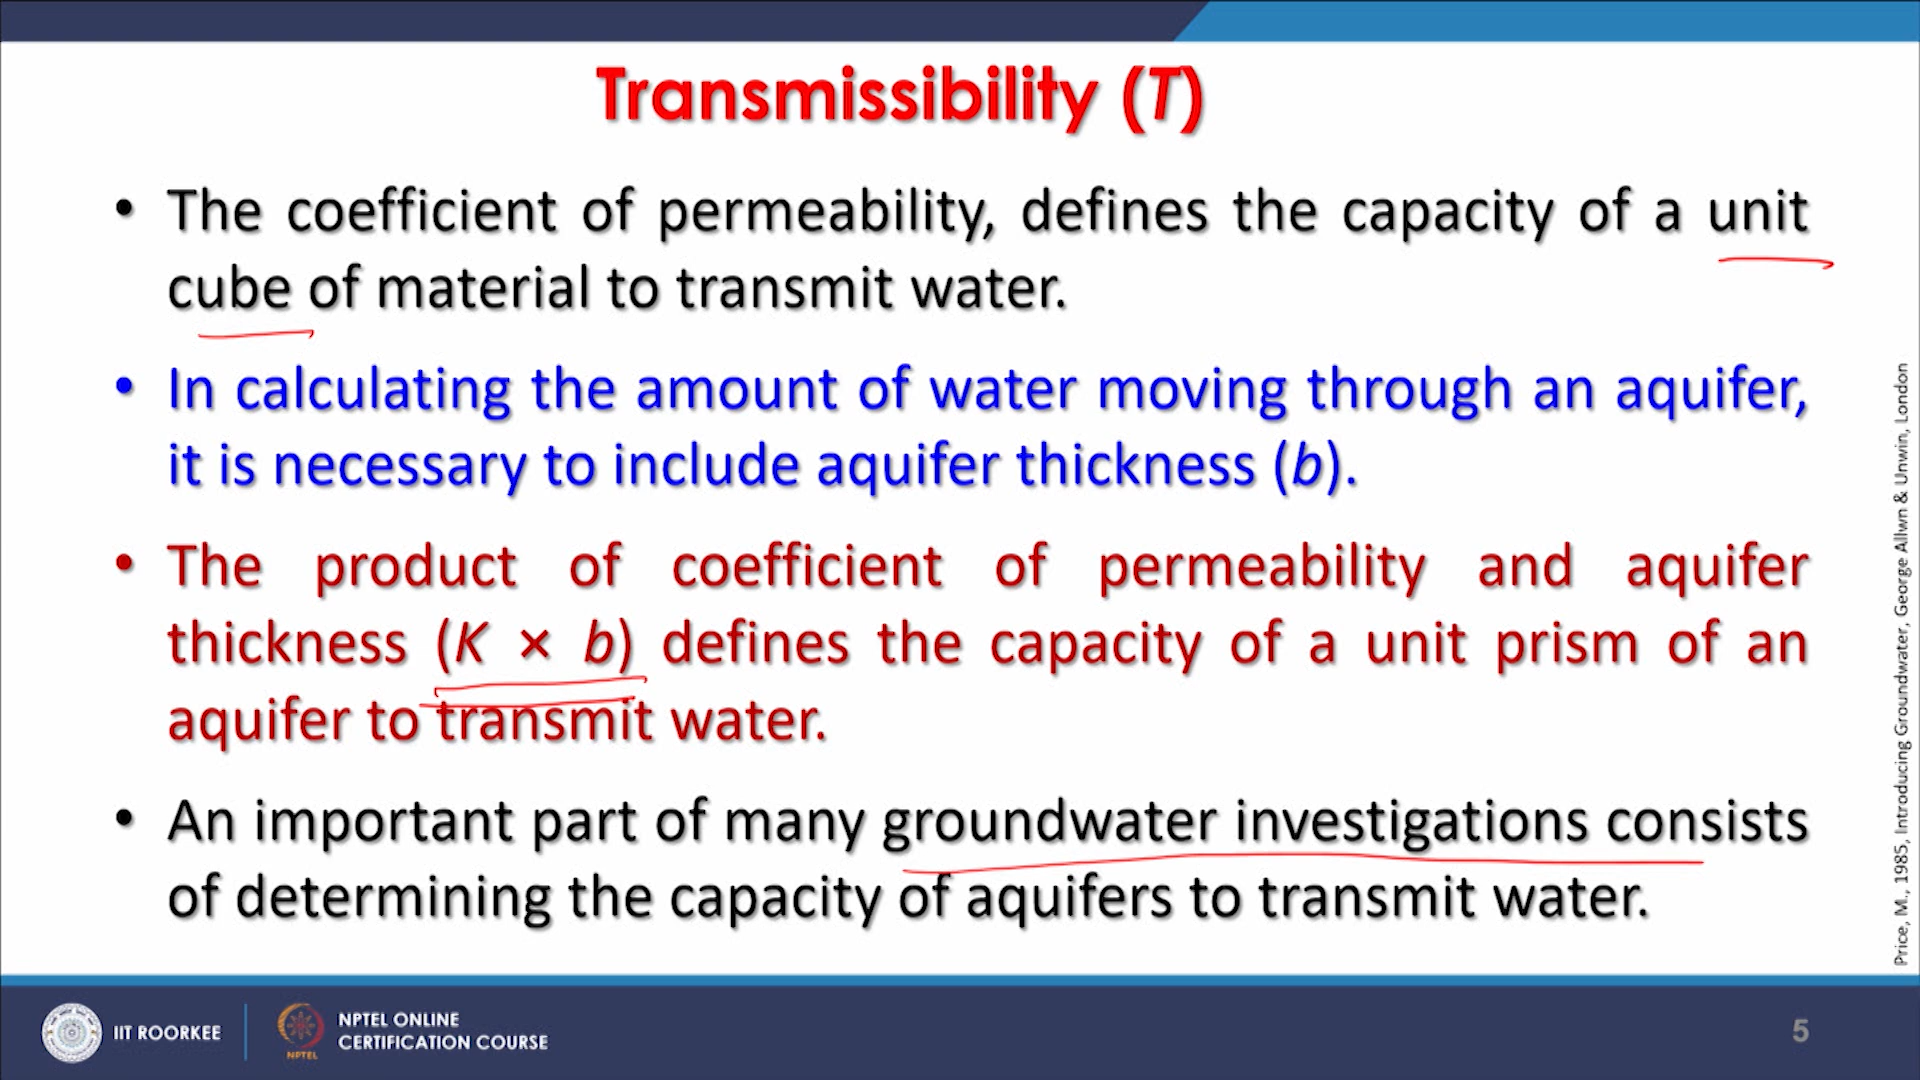 Transmissibility (T)
• The coefficient of permeability, defines the capacity of a unit
cube of material to transmit water.
• In calculating the amount of water moving through an aquifer,
it is necessary to include aquifer thickness (b).
• The product of coefficient of permeability and aquifer
thickness (K × b) defines the capacity of a unit prism of an
aquifer to transmit water.
• An important part of many groundwater investigations consists
of determining the capacity of aquifers to transmit water.
Price, M., 1985, Introducing Groundwater, George Allwn & Unwin, London
IIT ROORKEE
NPTEL
NPTEL ONLINE
CERTIFICATION COURSE
5